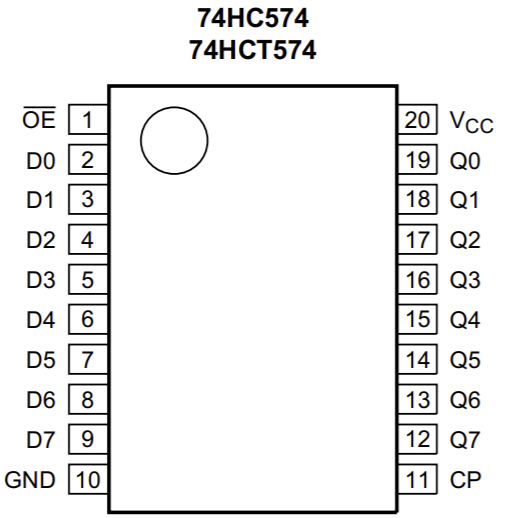 74HC574
74HCT574
OE 1 20 VCC
D0 2 19 Q0
D1 3 18 Q1
D2 4 17 Q2
D3 5 16 Q3
D4 6 15 Q4
D5 7 14 Q5
D6 8 13 Q6
D7 9 12 Q7
GND 10 11 CP